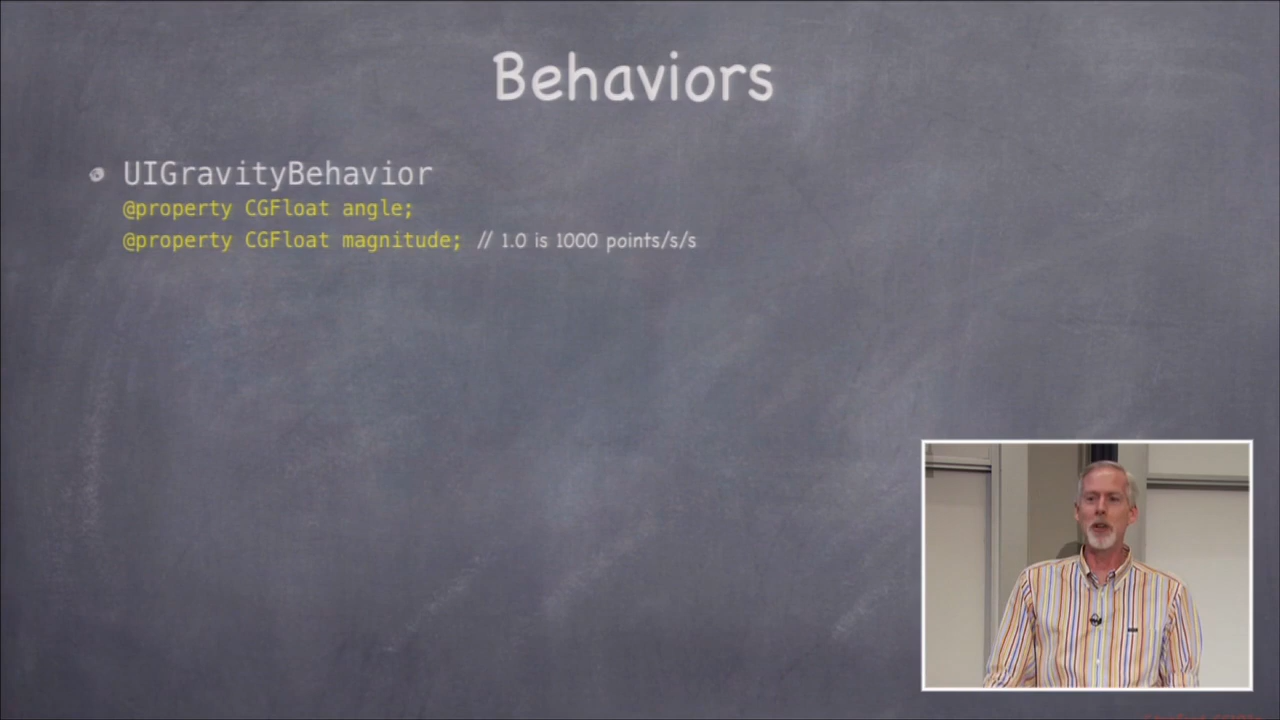 Behaviors
UIGravityBehavior
@property CGFloat angle;
@property CGFloat magnitude; // 1.0 is 1000 points/s/s